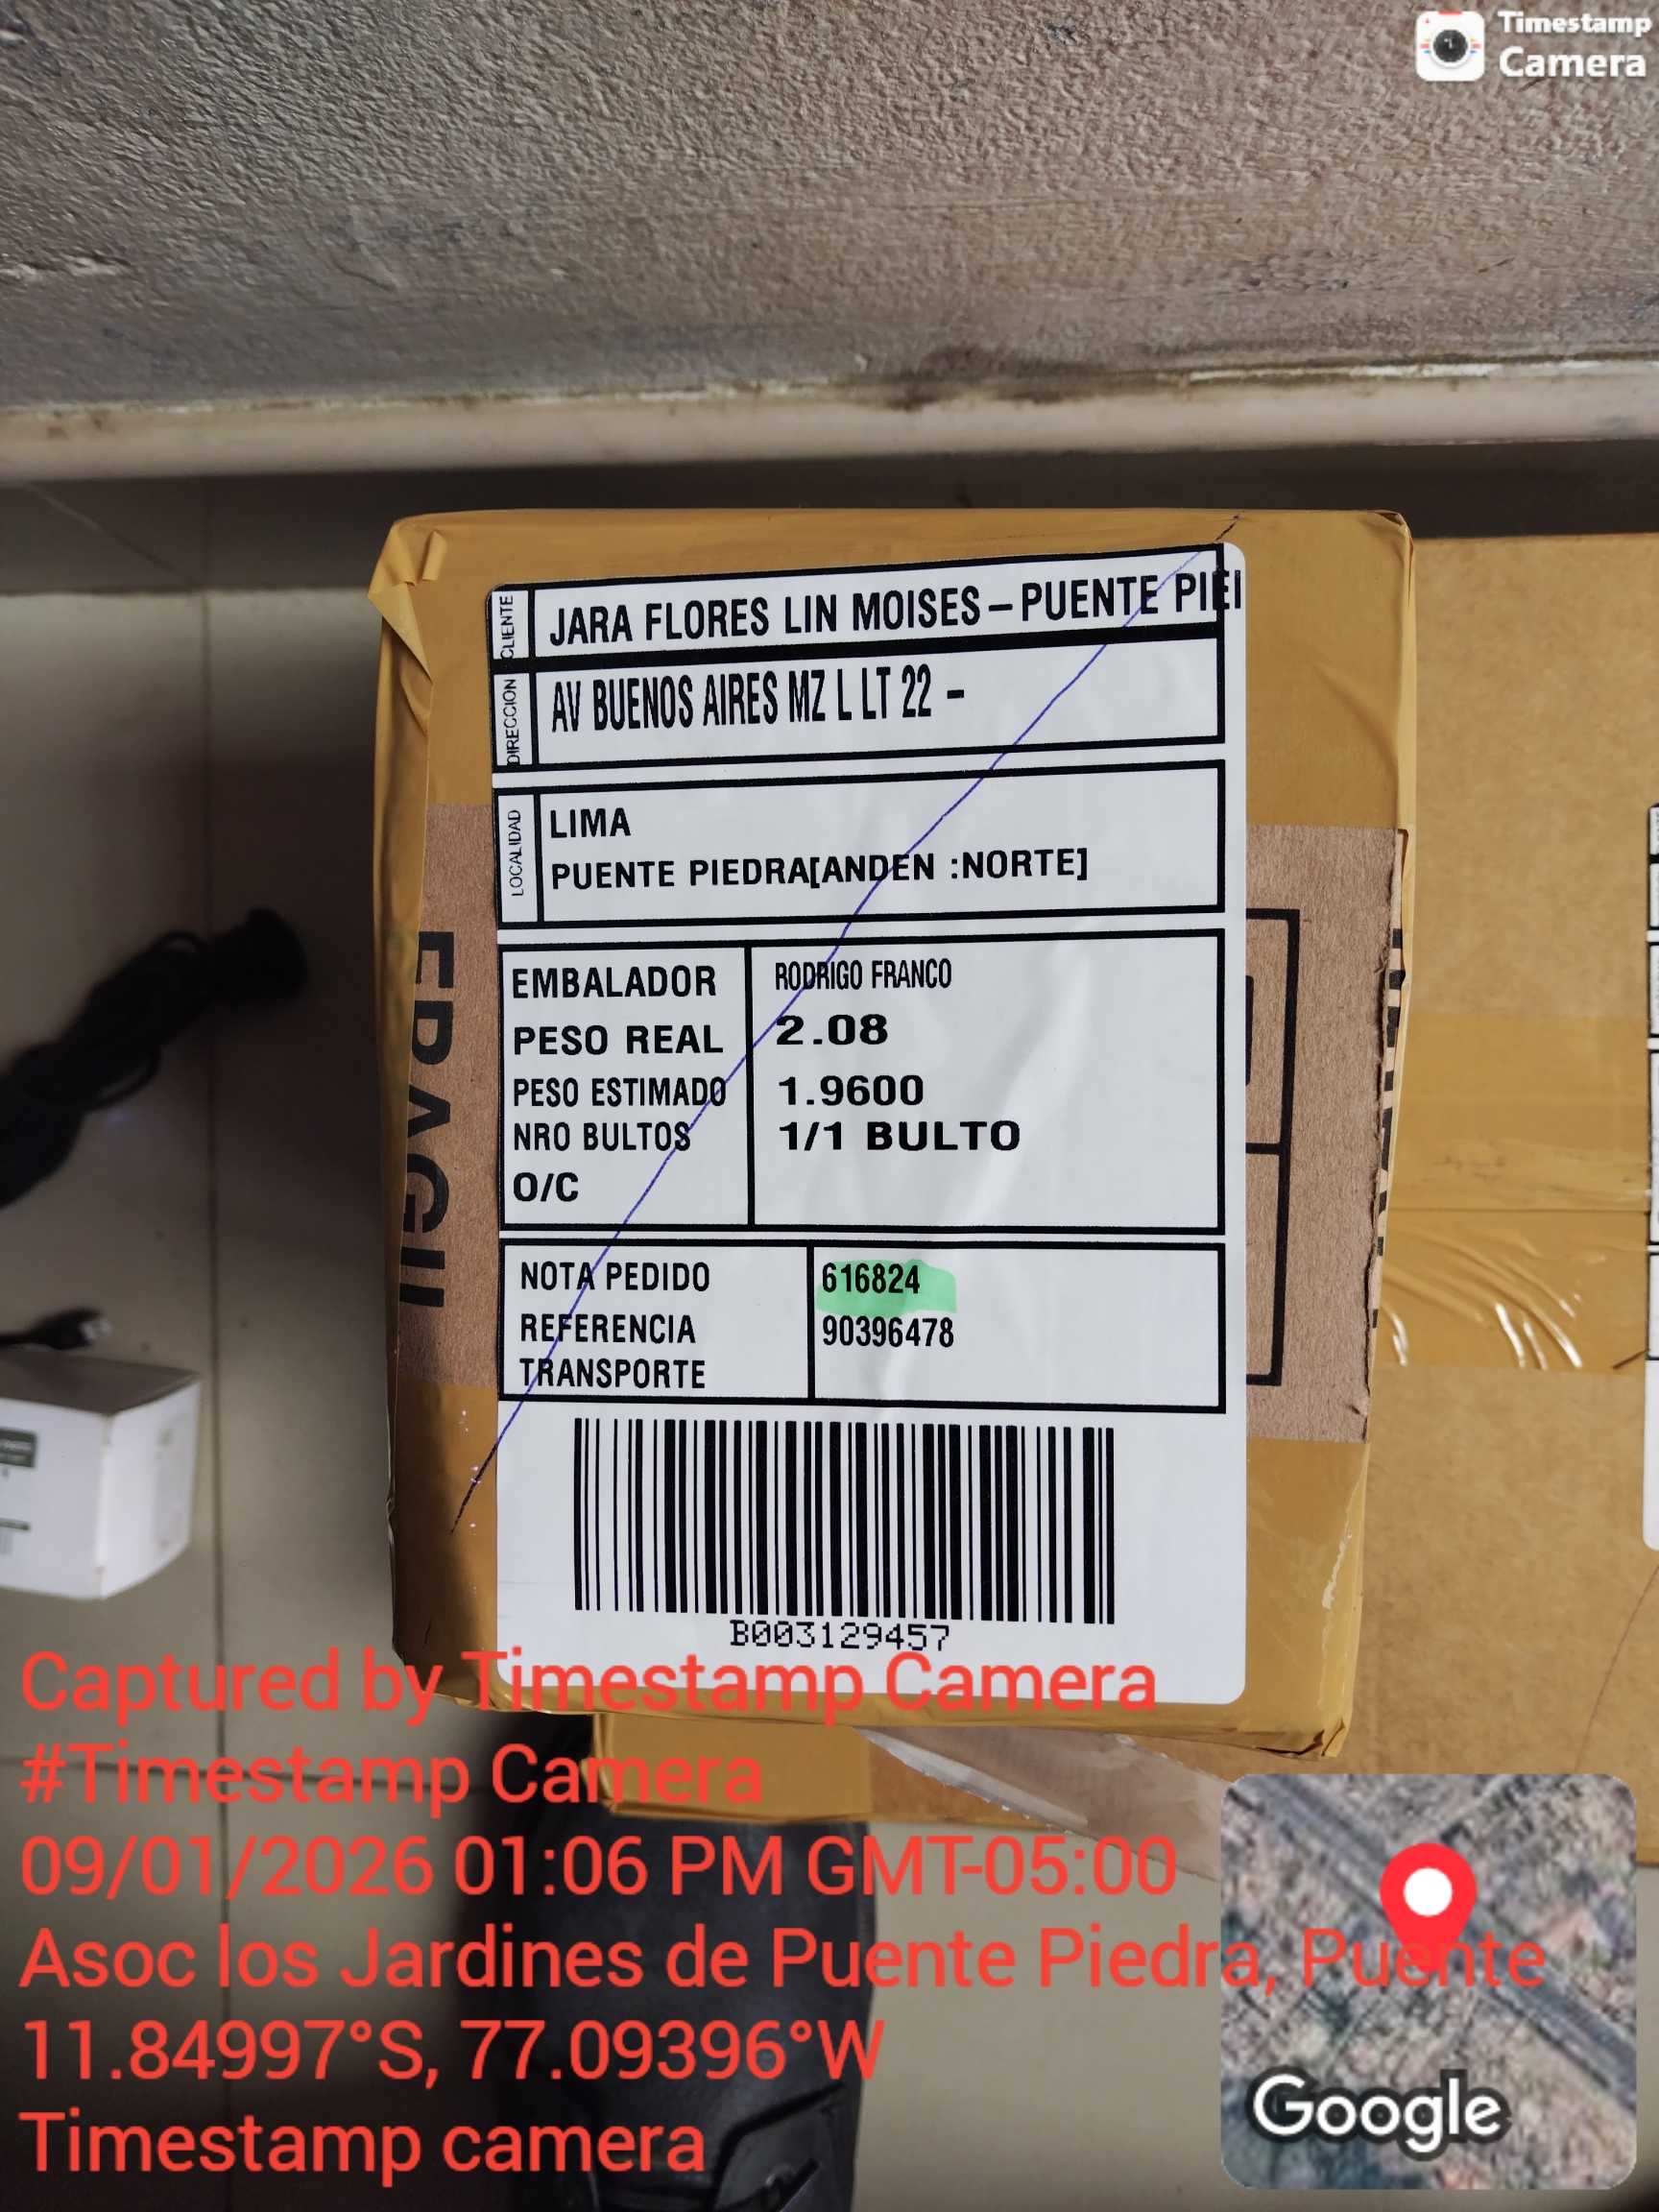 Timestamp
Camera
CLIENTE
JARA FLORES LIN MOISES – PUENTE PIEI
DIRECCION
AV BUENOS AIRES MZ L LT 22 –
LOCALIDAD
LIMA
PUENTE PIEDRA[ANDEN :NORTE]
EMBALADOR RODRIGO FRANCO
PESO REAL 2.08
PESO ESTIMADO 1.9600
NRO BULTOS 1/1 BULTO
O/C
FRAGIL
NOTA PEDIDO 616824
REFERENCIA 90396478
TRANSPORTE
B003129457
Captured by Timestamp Camera
#Timestamp Camera
09/01/2026 01:06 PM GMT-05:00
Asoc los Jardines de Puente Piedra, Puente
11.84997°S, 77.09396°W
Timestamp camera
Google